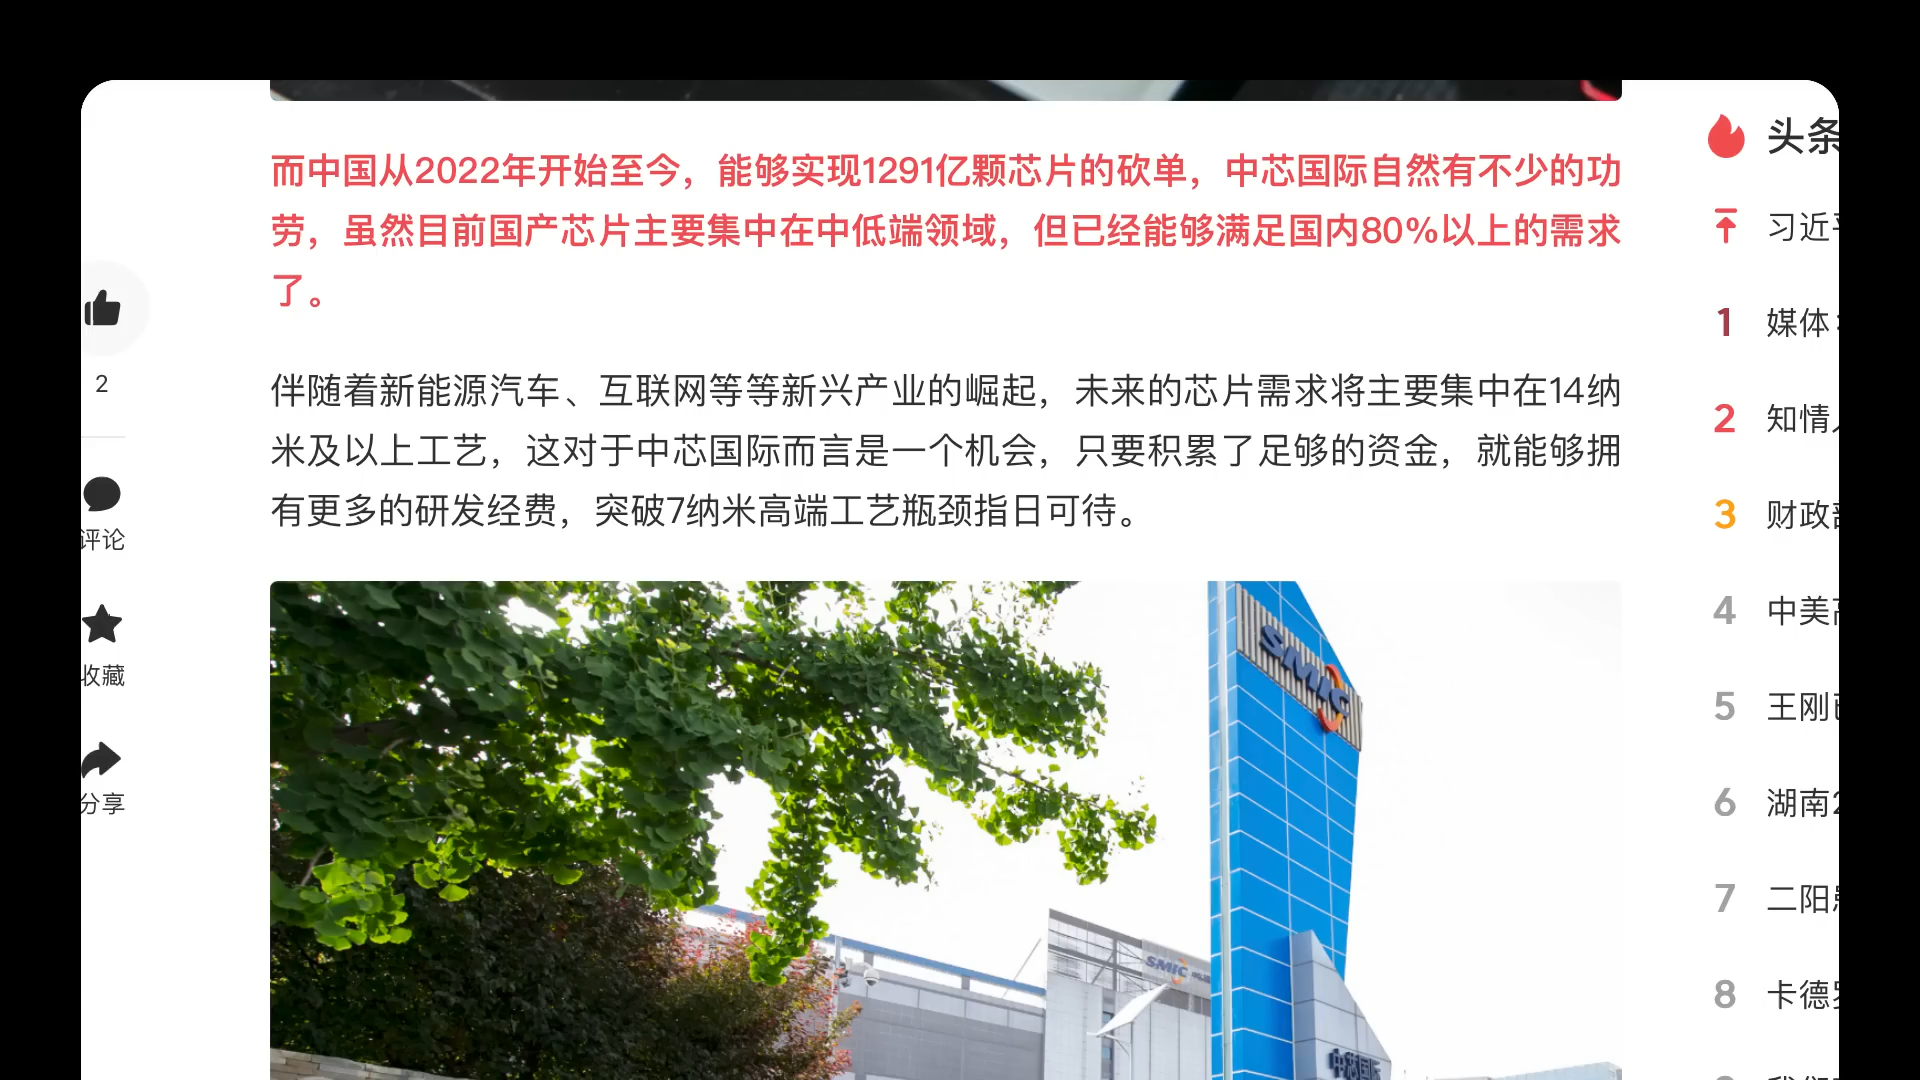 而中国从2022年开始至今，能够实现1291亿颗芯片的砍单，中芯国际自然有不少的功
劳，虽然目前国产芯片主要集中在中低端领域，但已经能够满足国内80%以上的需求
了。
伴随着新能源汽车、互联网等等新兴产业的崛起，未来的芯片需求将主要集中在14纳
米及以上工艺，这对于中芯国际而言是一个机会，只要积累了足够的资金，就能够拥
有更多的研发经费，突破7纳米高端工艺瓶颈指日可待。
2
评论
收藏
分享
SMIC
SMIC
中芯国际
头条
习近
1 媒体
2 知情
3 财政
4 中美
5 王刚
6 湖南2
7 二阳
8 卡德